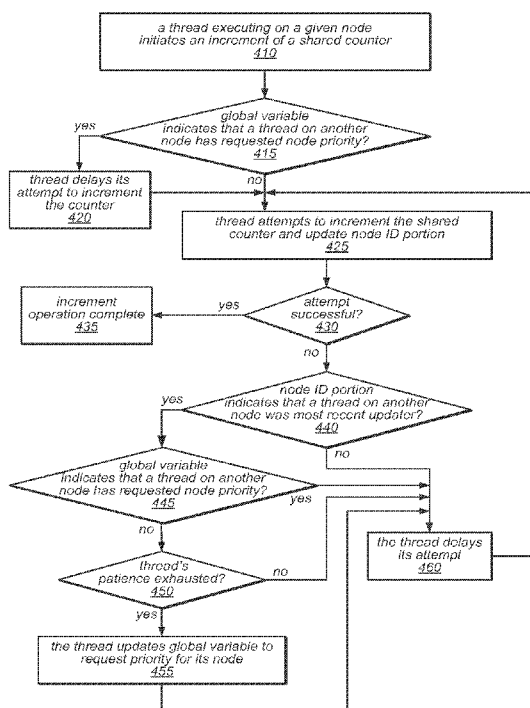 a thread executing on a given node
initiates an increment of a shared counter
410
global variable
indicates that a thread on another
node has requested node priority?
415
yes
no
thread delays its
attempt to increment
the counter
420
thread attempts to increment the shared
counter and update node ID portion
425
attempt
successful?
430
yes
no
increment
operation complete
435
node ID portion
indicates that a thread on another
node was most recent updater?
440
yes
no
global variable
indicates that a thread on another
node has requested node priority?
445
yes
no
the thread delays
its attempt
460
thread's
patience exhausted?
450
no
yes
the thread updates global variable to
request priority for its node
455